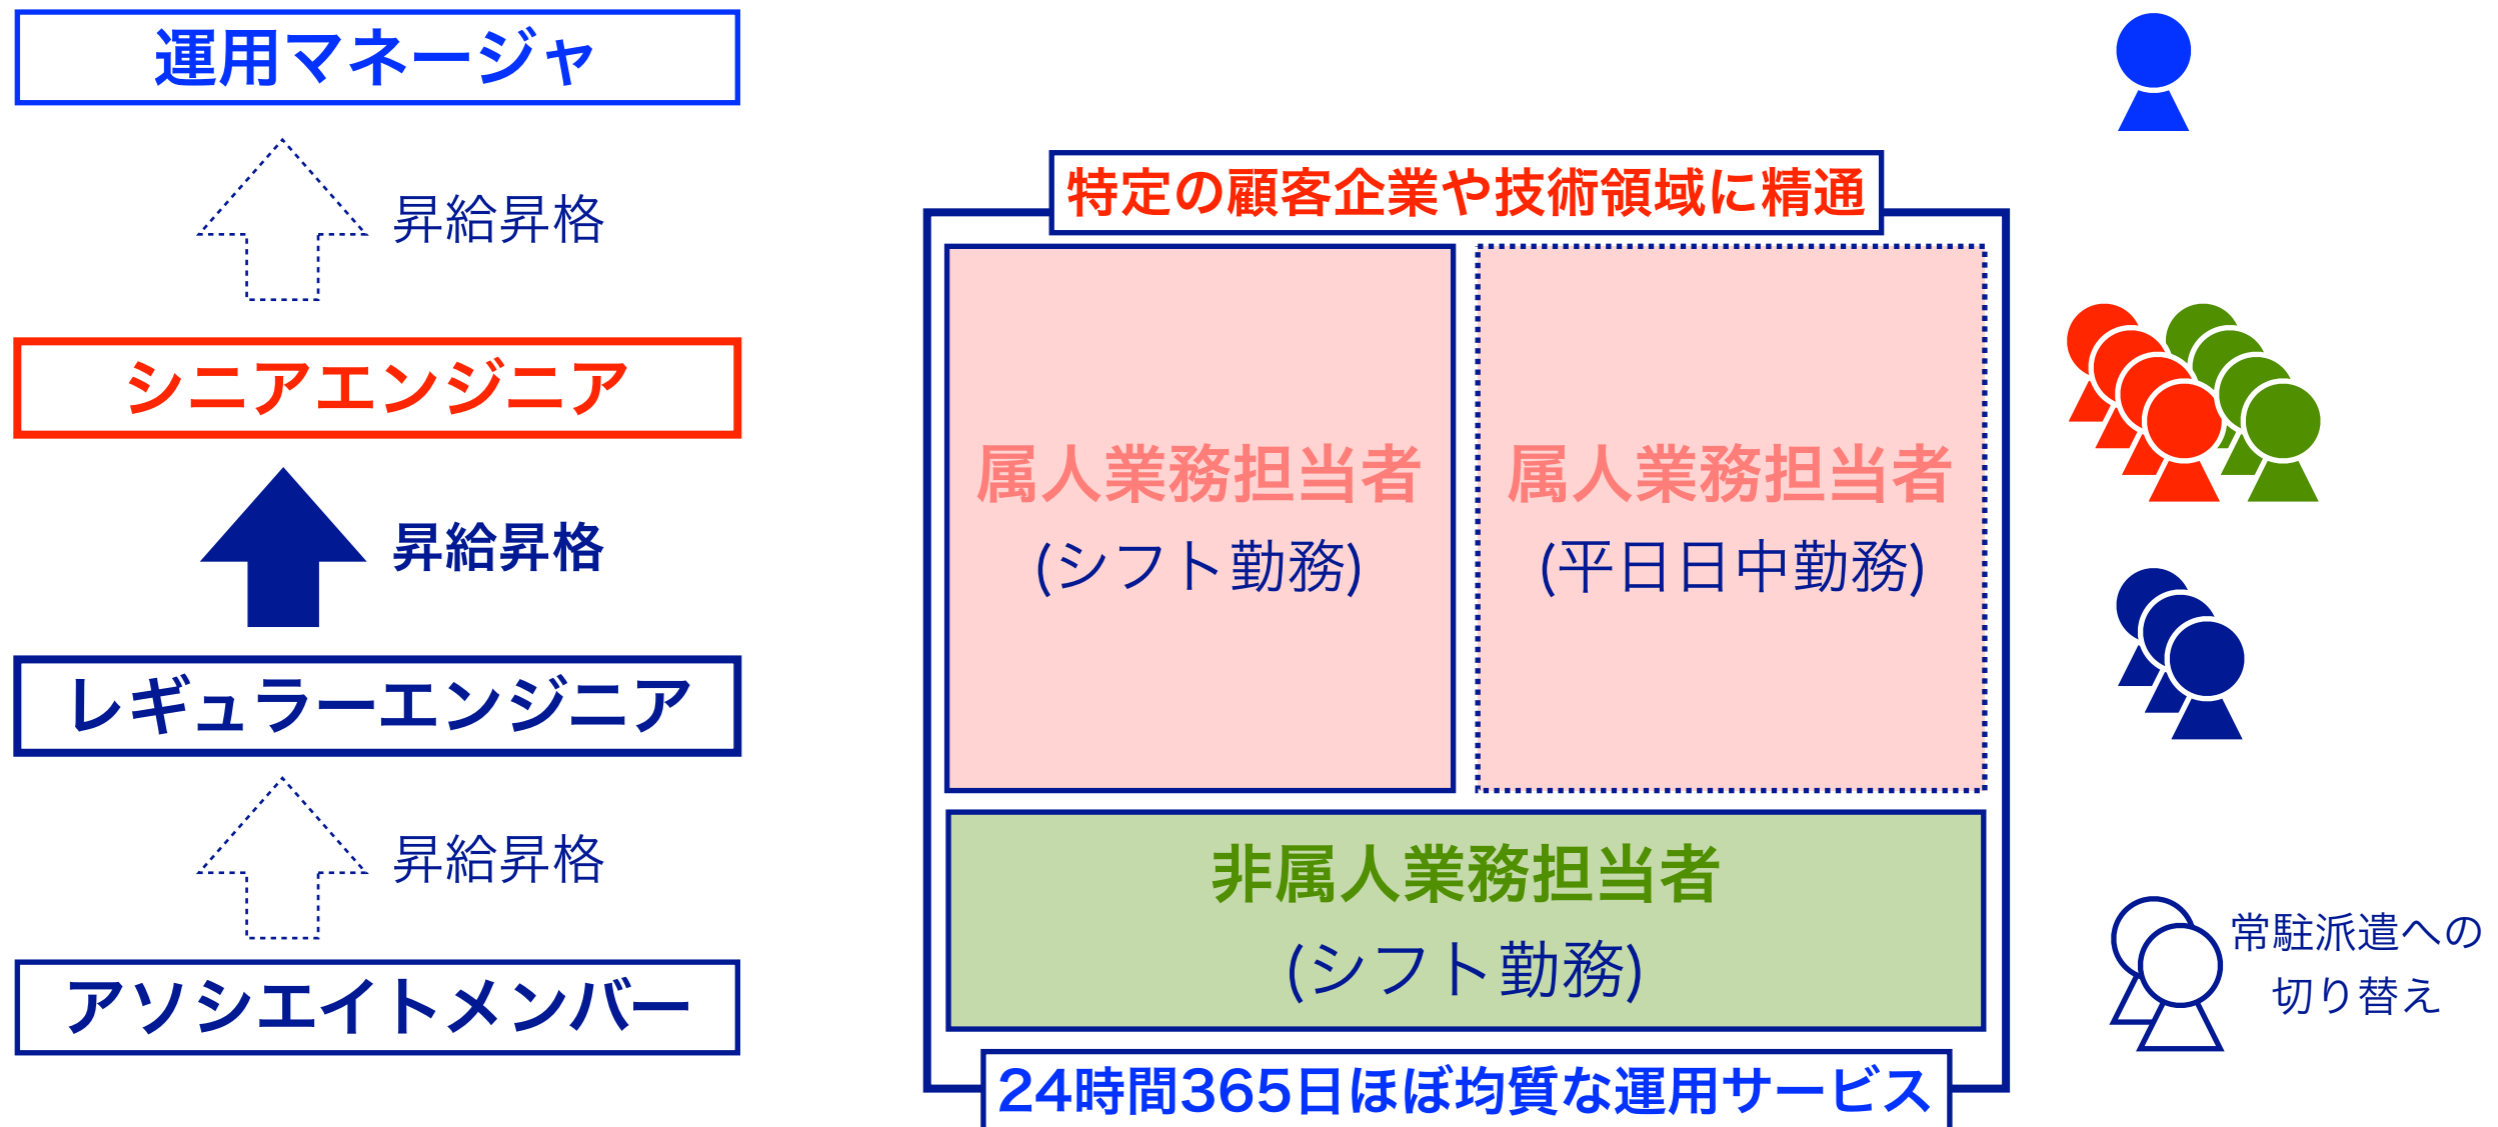 運用マネージャ
昇給昇格
シニアエンジニア
昇給昇格
レギュラーエンジニア
昇給昇格
アソシエイトメンバー
特定の顧客企業や技術領域に精通
属人業務担当者
(シフト勤務)
属人業務担当者
(平日日中勤務)
非属人業務担当者
(シフト勤務)
24時間365日ほぼ均質な運用サービス
常駐派遣への
切り替え